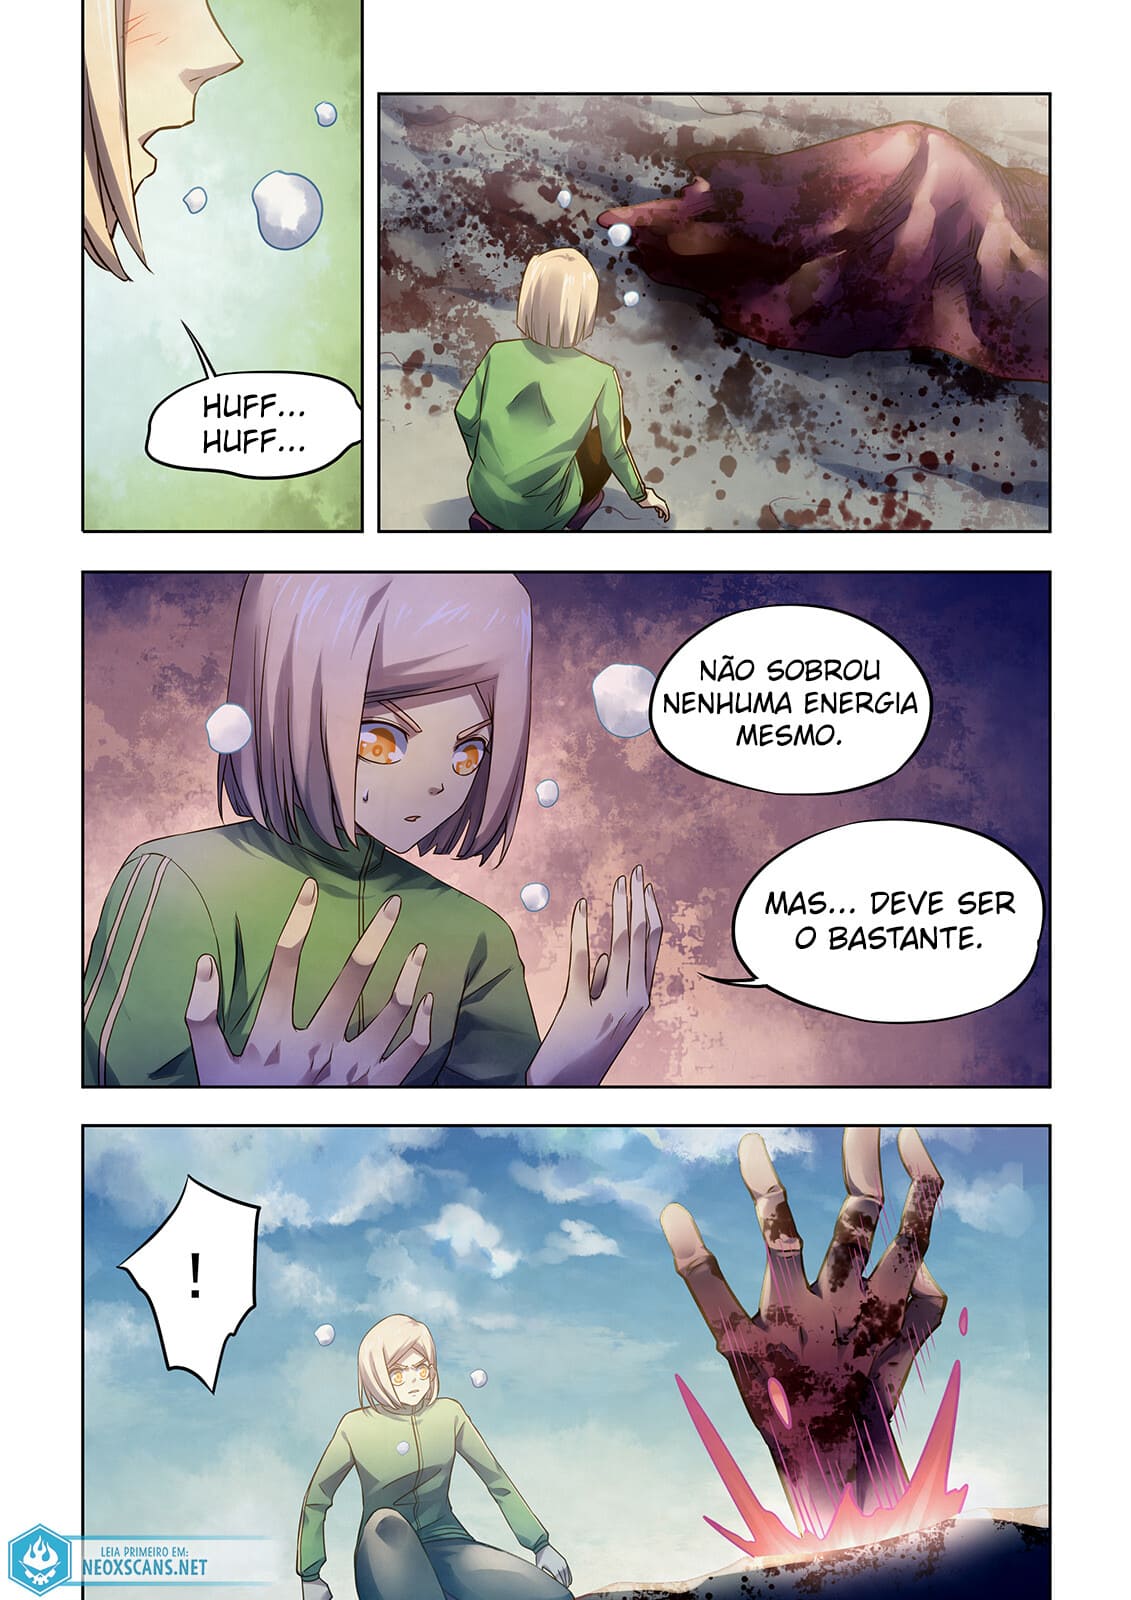 HUFF...
HUFF...
NÃO SOBROU
NENHUMA ENERGIA
MESMO.
MAS... DEVE SER
O BASTANTE.
!
LEIA PRIMEIRO EM:
NEOXSCANS.NET